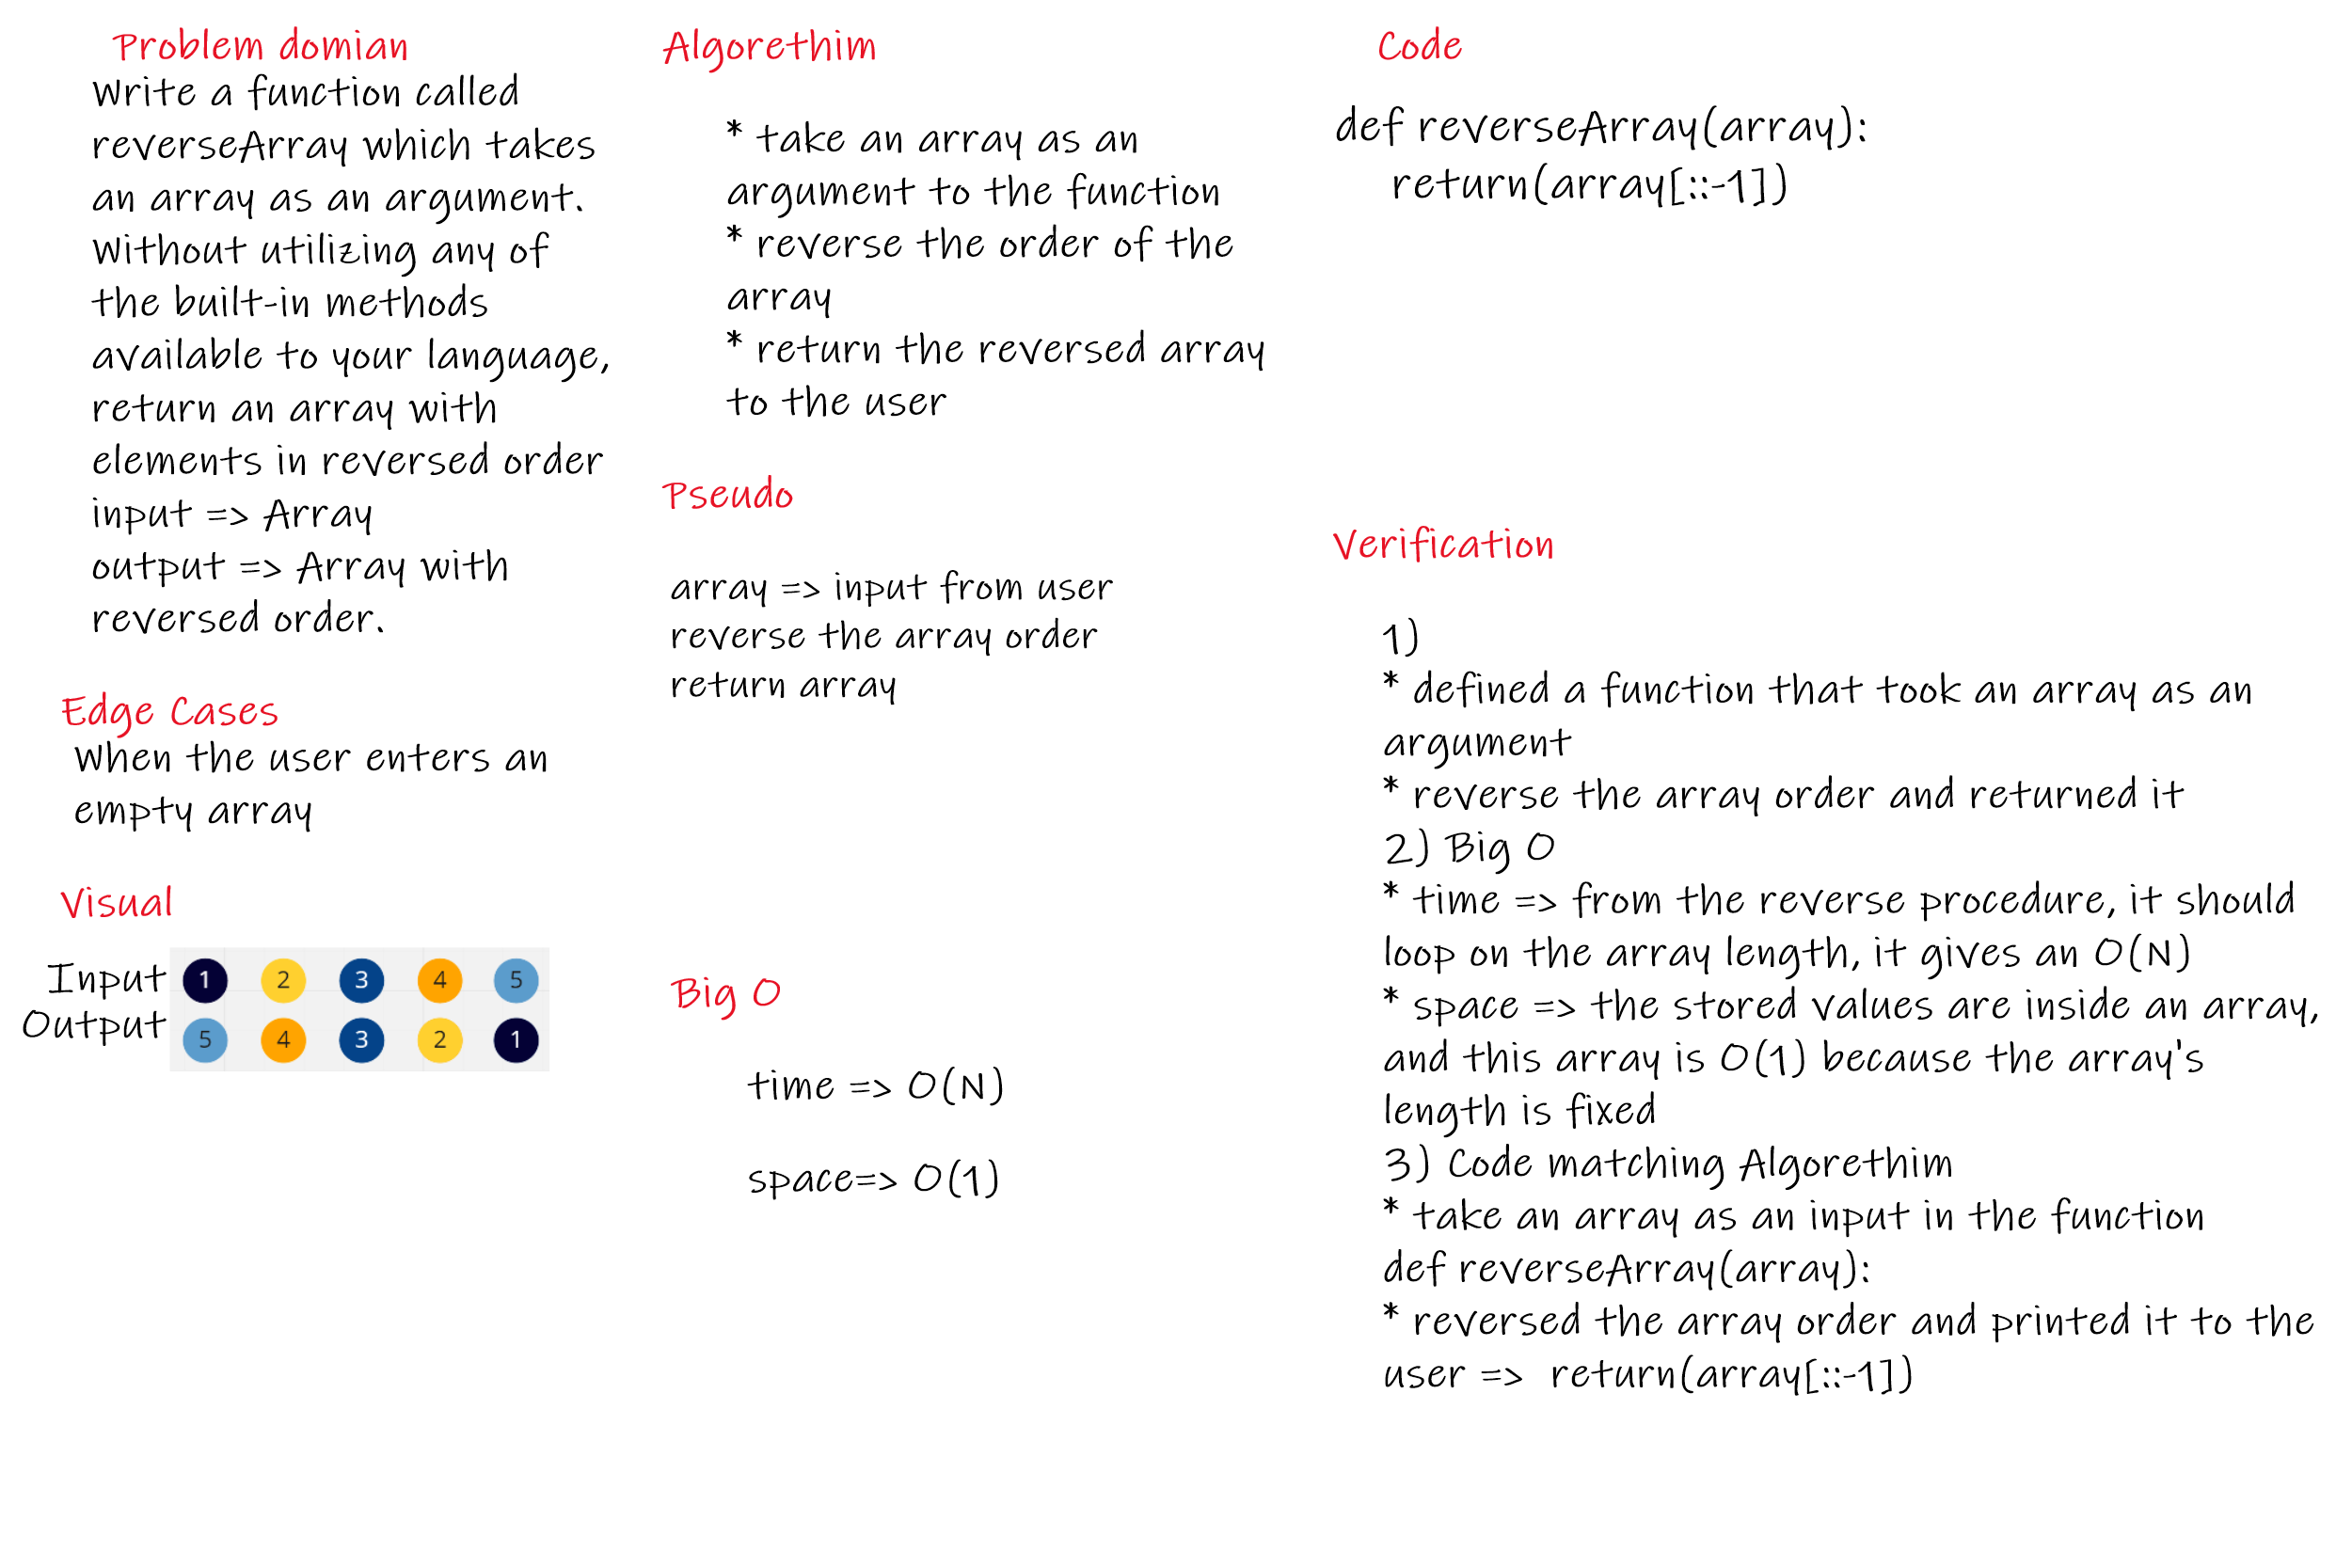 Problem domian
Write a function called
reverseArray which takes
an array as an argument.
Without utilizing any of
the built-in methods
available to your language,
return an array with
elements in reversed order
input => Array
output => Array with
reversed order.
Edge Cases
When the user enters an
empty array
Visual
Input
1 2 3 4 5
Output
5 4 3 2 1
Algorethim
* take an array as an
argument to the function
* reverse the order of the
array
* return the reversed array
to the user
Pseudo
array => input from user
reverse the array order
return array
Big O
time => O(N)
space=> O(1)
Code
def reverseArray(array):
return(array[::-1])
Verification
1)
* defined a function that took an array as an
argument
* reverse the array order and returned it
2) Big O
* time => from the reverse procedure, it should
loop on the array length, it gives an O(N)
* space => the stored values are inside an array,
and this array is O(1) because the array's
length is fixed
3) Code matching Algorethim
* take an array as an input in the function
def reverseArray(array):
* reversed the array order and printed it to the
user => return(array[::-1])